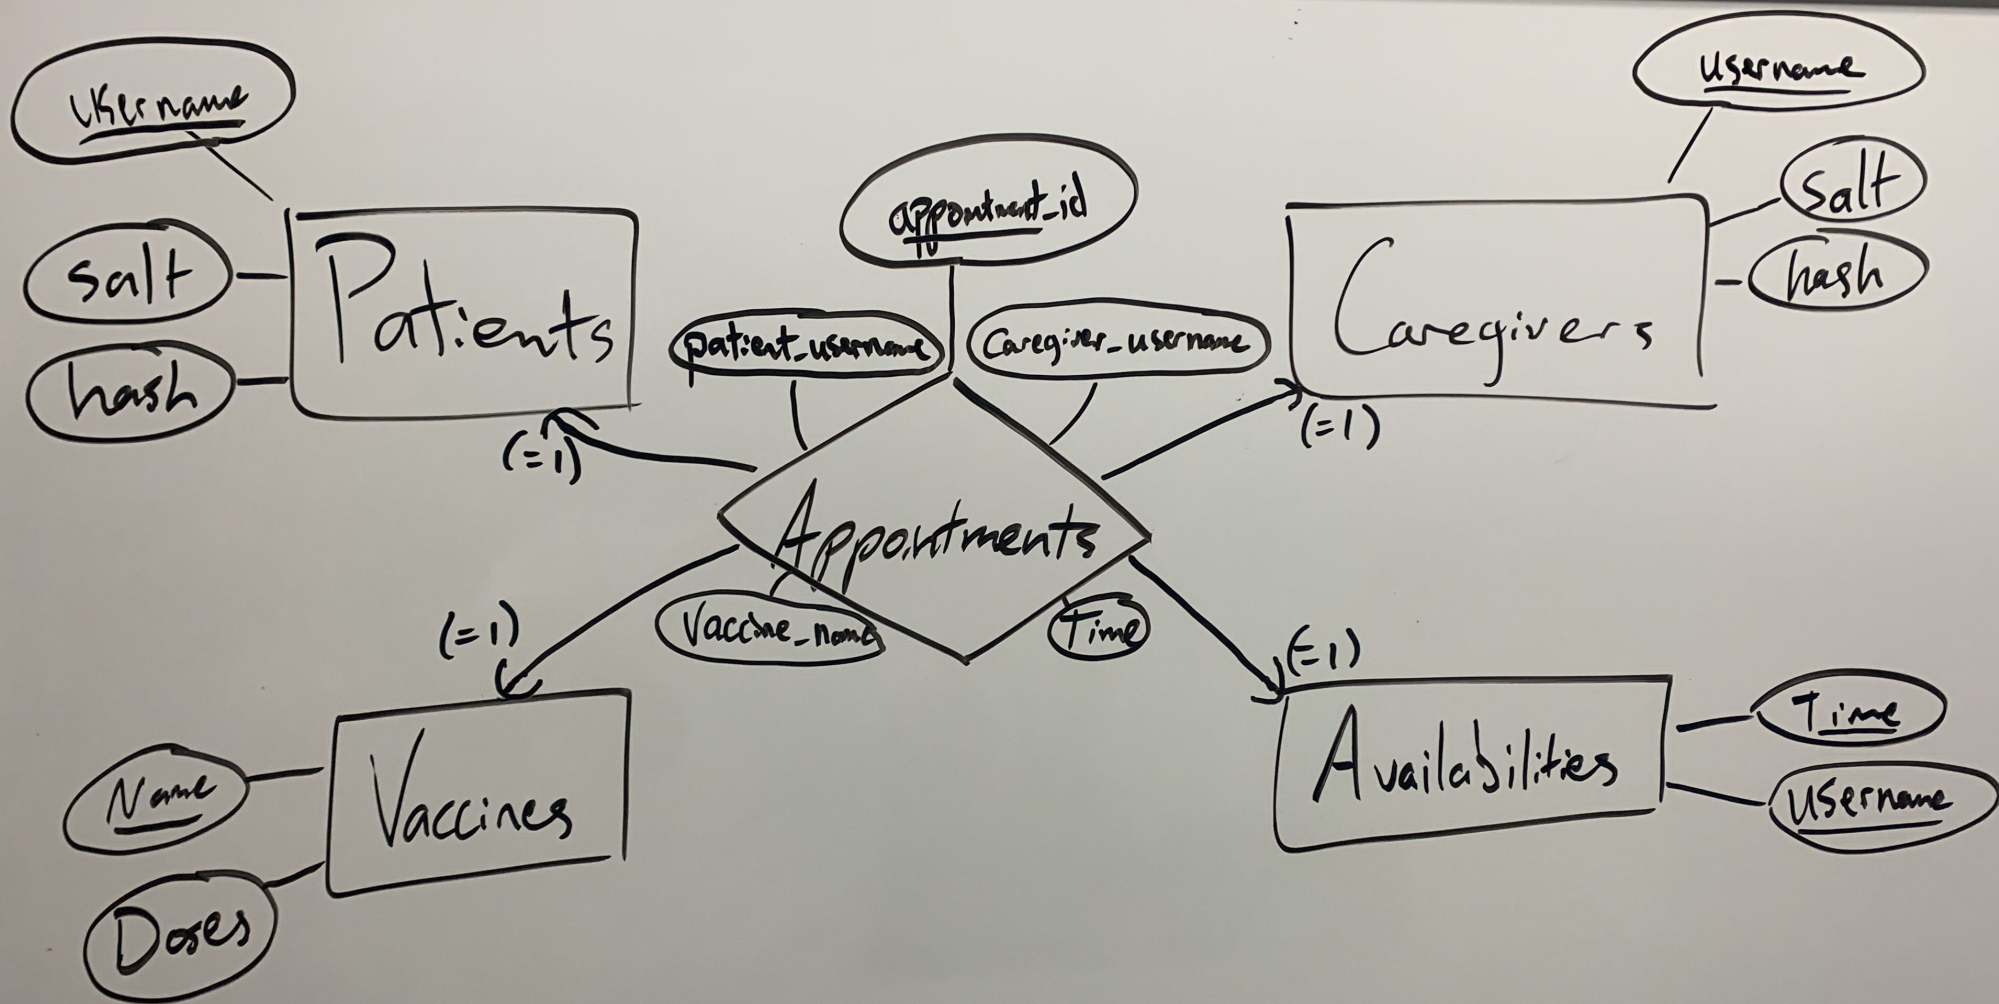 username
username
salt
appointment_id
salt
hash
Patients
Caregivers
patient_username
Caregiver_username
hash
(=1)
(=1)
Appointments
(=1)
Vaccine_name
Time
(=1)
Time
Name
Vaccines
Availabilities
username
Doses